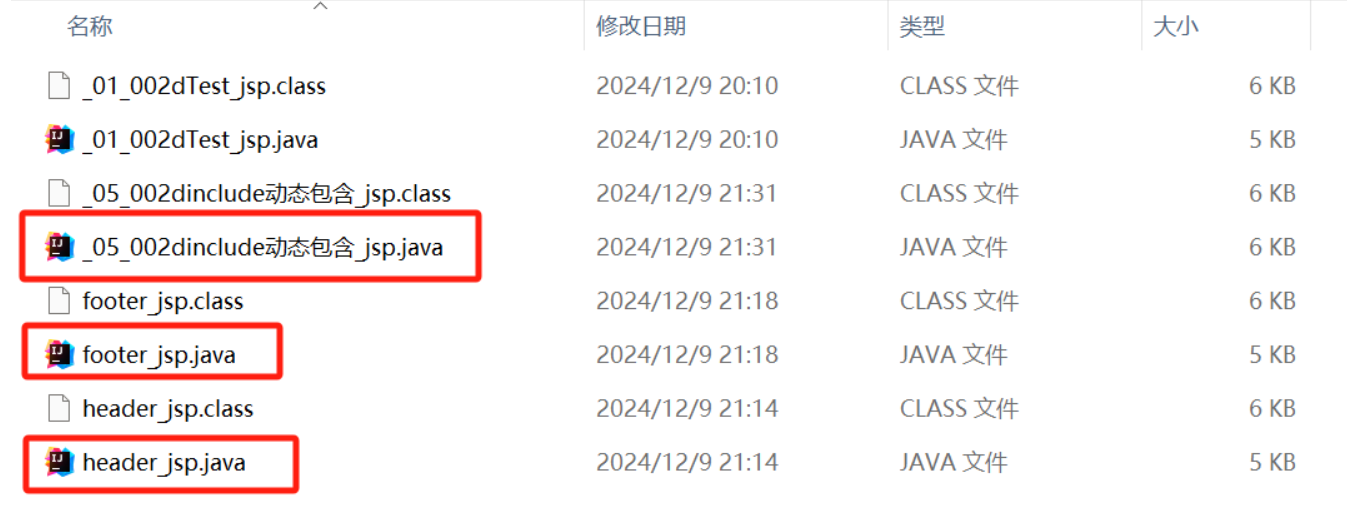 名称 修改日期 类型 大小
_01_002dTest_jsp.class 2024/12/9 20:10 CLASS 文件 6 KB
_01_002dTest_jsp.java 2024/12/9 20:10 JAVA 文件 5 KB
_05_002dinclude动态包含_jsp.class 2024/12/9 21:31 CLASS 文件 6 KB
_05_002dinclude动态包含_jsp.java 2024/12/9 21:31 JAVA 文件 6 KB
footer_jsp.class 2024/12/9 21:18 CLASS 文件 6 KB
footer_jsp.java 2024/12/9 21:18 JAVA 文件 5 KB
header_jsp.class 2024/12/9 21:14 CLASS 文件 6 KB
header_jsp.java 2024/12/9 21:14 JAVA 文件 5 KB